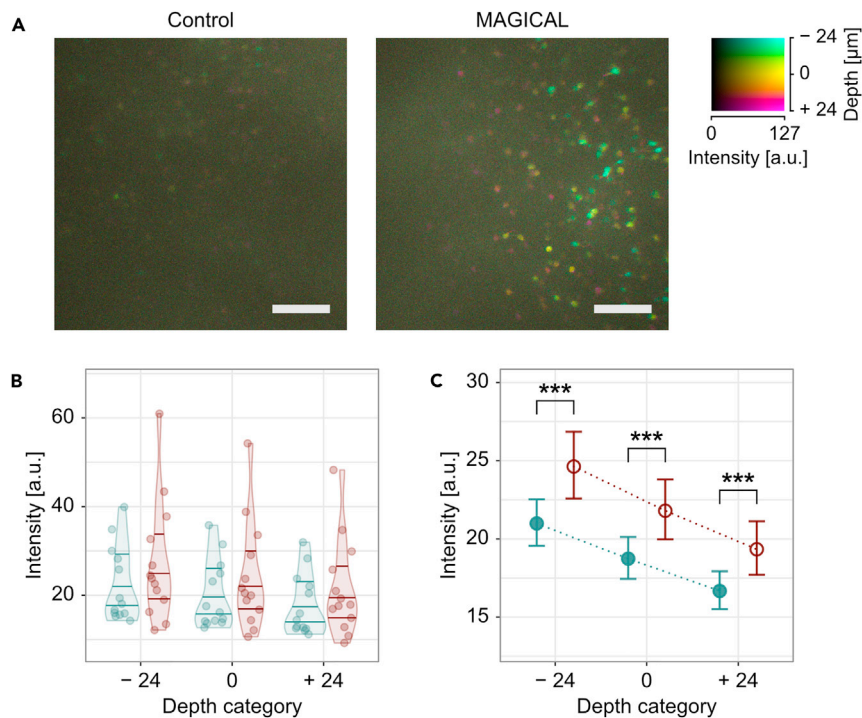 A
Control
MAGICAL
− 24
0
+ 24
Depth [µm]
0
127
Intensity [a.u.]
B
60
40
20
Intensity [a.u.]
− 24
0
+ 24
Depth category
C
30
25
20
15
Intensity [a.u.]
***
***
***
− 24
0
+ 24
Depth category